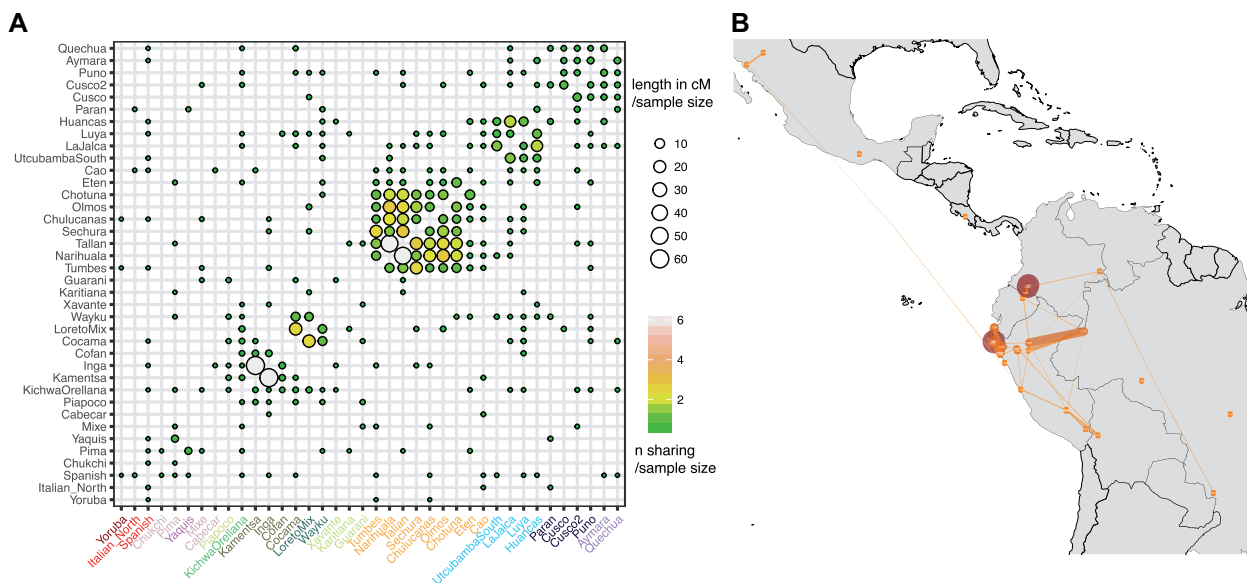 A
B
Quechua
Aymara
Puno
Cusco2
Cusco
Paran
Huancas
Luya
LaJalca
UtcubambaSouth
Cao
Eten
Chotuna
Olmos
Chulucanas
Sechura
Tallan
Narihuala
Tumbes
Guarani
Karitiana
Xavante
Wayku
LoretoMix
Cocama
Cofan
Inga
Kamentsa
KichwaOrellana
Piapoco
Cabecar
Mixe
Yaquis
Pima
Chukchi
Spanish
Italian_North
Yoruba
length in cM
/sample size
10
20
30
40
50
60
6
4
2
n sharing
/sample size
Yoruba
Italian_North
Spanish
Chukchi
Pima
Yaquis
Mixe
Cabecar
Piapoco
KichwaOrellana
Kamentsa
Inga
Cofan
Cocama
LoretoMix
Wayku
Xavante
Karitiana
Guarani
Tumbes
Narihuala
Tallan
Sechura
Chulucanas
Olmos
Chotuna
Eten
Cao
UtcubambaSouth
LaJalca
Luya
Huancas
Paran
Cusco
Cusco2
Puno
Aymara
Quechua